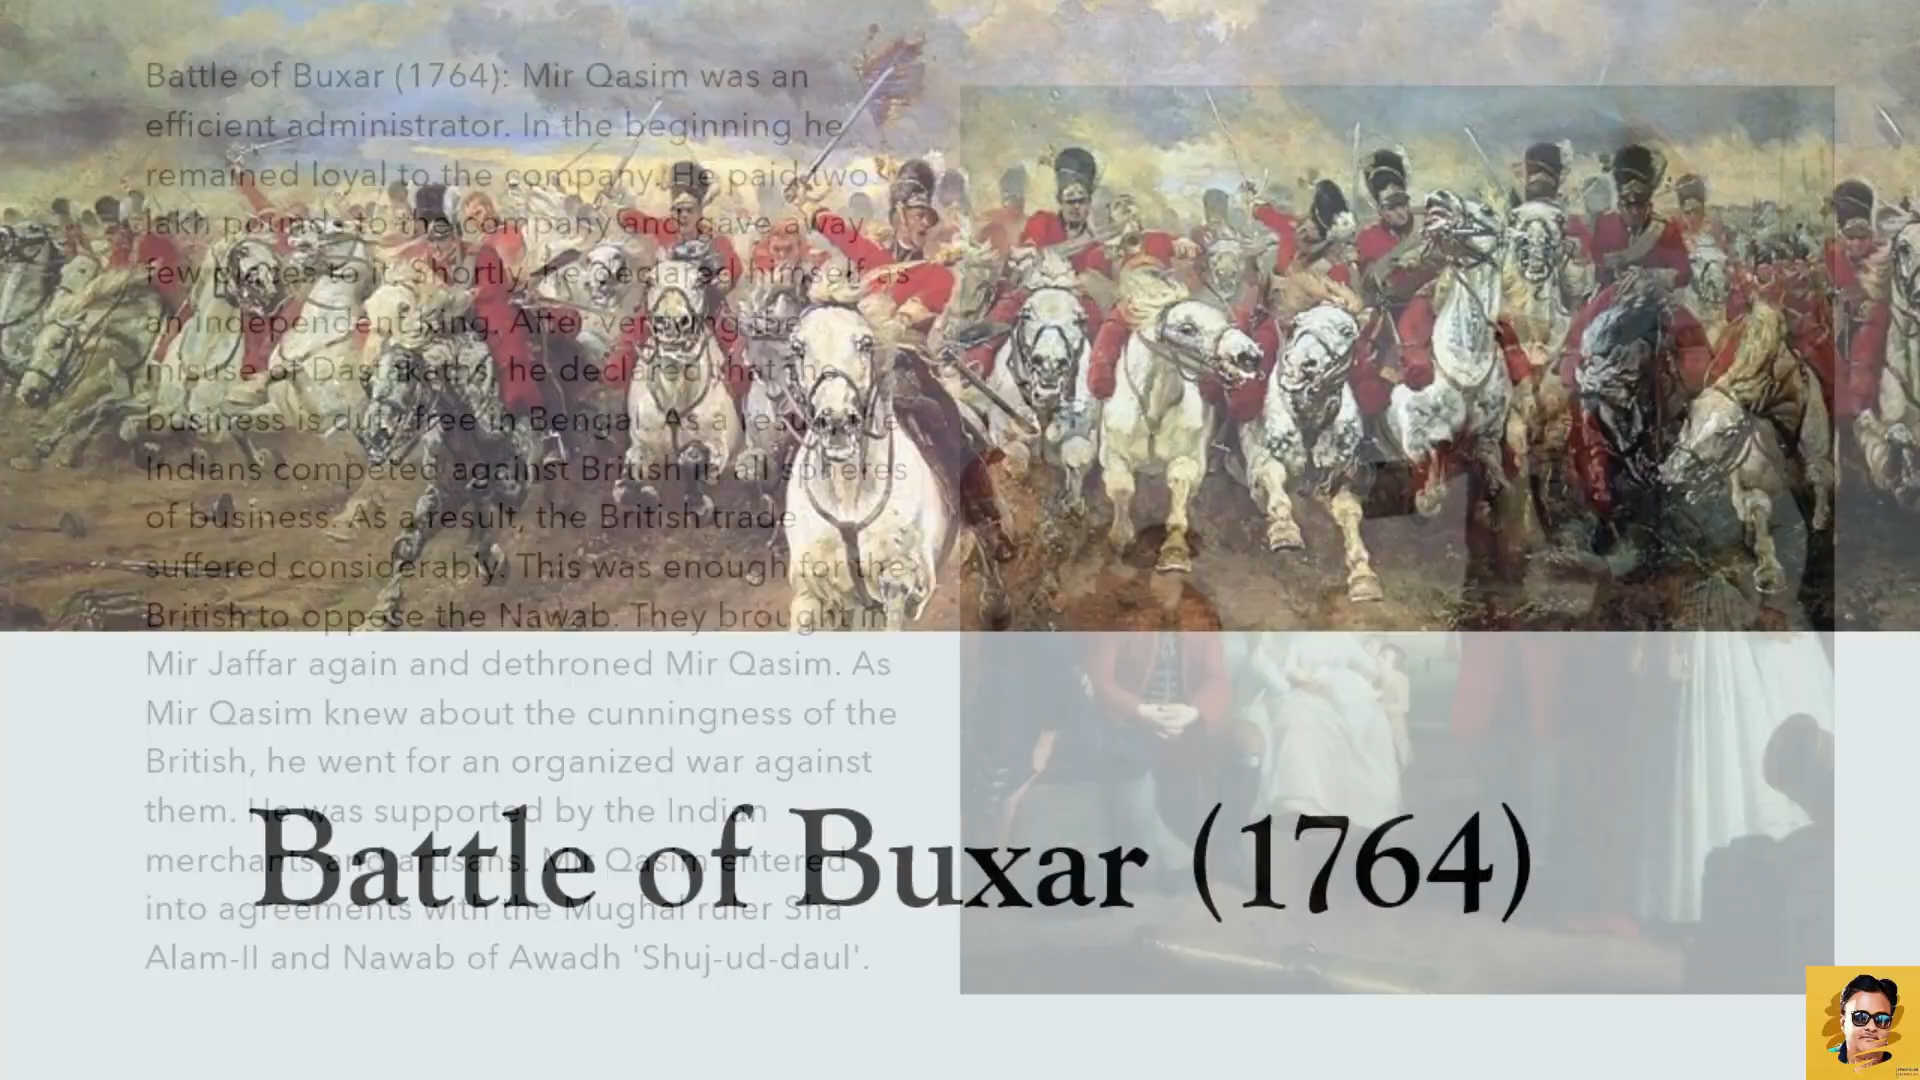 Battle of Buxar (1764): Mir Qasim was an
efficient administrator. In the beginning he
remained loyal to the company. He paid two
lakh pounds to the company and gave away
few places to it. Shortly, he declared himself as
an independent king. After verifying the
misuse of Dastakaths, he declared that the
business is duty free in Bengal. As a result, the
Indians competed against British in all spheres
of business. As a result, the British trade
suffered considerably. This was enough for the
British to oppose the Nawab. They brought in
Mir Jaffar again and dethroned Mir Qasim. As
Mir Qasim knew about the cunningness of the
British, he went for an organized war against
them. He was supported by the Indian
merchants and artisans. Mir Qasim entered
into agreements with the Mughal ruler Sha
Alam-II and Nawab of Awadh 'Shuj-ud-daul'.
Battle of Buxar (1764)